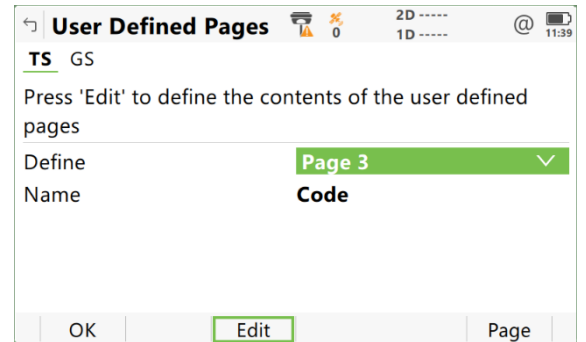 User Defined Pages 0 2D ----- 1D ----- @ 11:39
TS GS
Press 'Edit' to define the contents of the user defined
pages
Define Page 3
Name Code
OK Edit Page